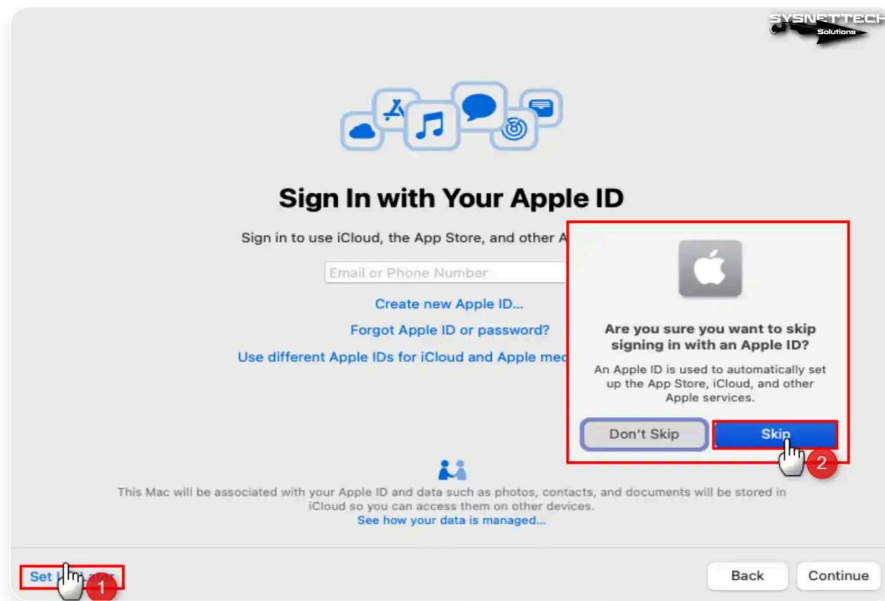 SYSNETTECH
Solutions
Sign In with Your Apple ID
Sign in to use iCloud, the App Store, and other A
Email or Phone Number
Create new Apple ID...
Forgot Apple ID or password?
Use different Apple IDs for iCloud and Apple med
Are you sure you want to skip
signing in with an Apple ID?
An Apple ID is used to automatically set
up the App Store, iCloud, and other
Apple services.
Don't Skip
Skip
2
This Mac will be associated with your Apple ID and data such as photos, contacts, and documents will be stored in
iCloud so you can access them on other devices.
See how your data is managed...
Set
1
Back
Continue